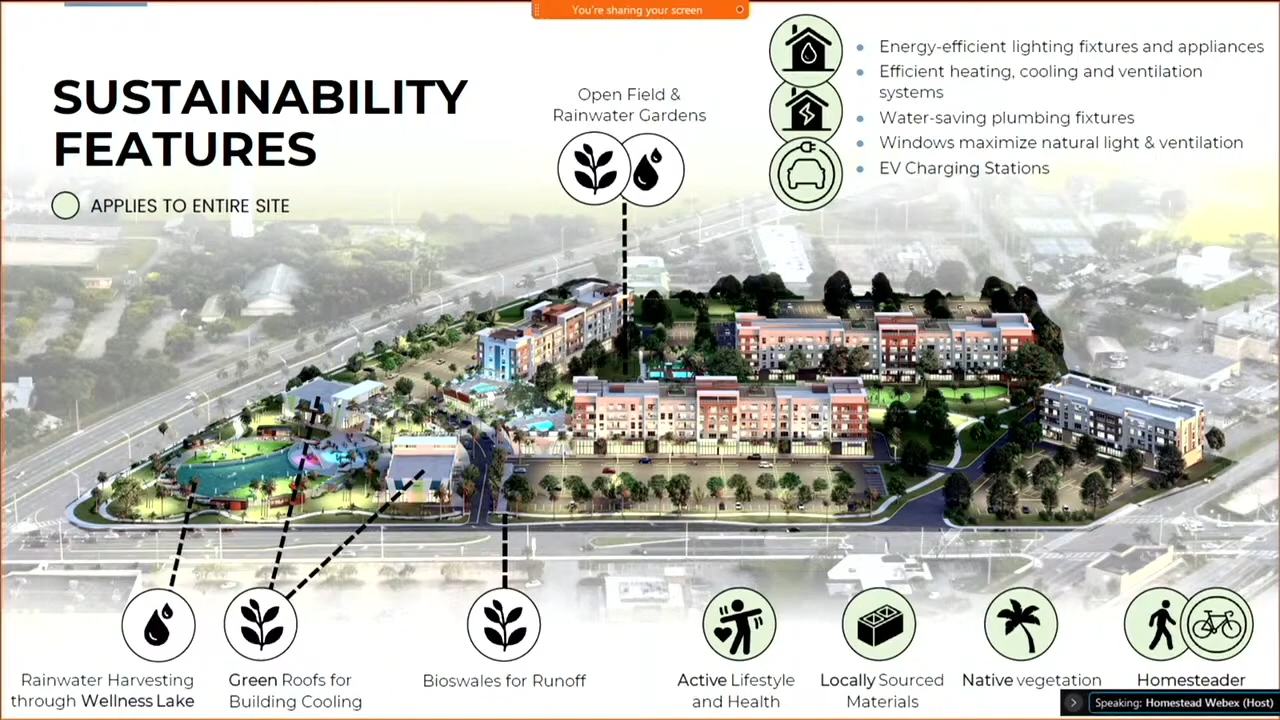 You're sharing your screen
SUSTAINABILITY
FEATURES
APPLIES TO ENTIRE SITE
Open Field &
Rainwater Gardens
Energy-efficient lighting fixtures and appliances
Efficient heating, cooling and ventilation
systems
Water-saving plumbing fixtures
Windows maximize natural light & ventilation
EV Charging Stations
Rainwater Harvesting
through Wellness Lake
Green Roofs for
Building Cooling
Bioswales for Runoff
Active Lifestyle
and Health
Locally Sourced
Materials
Native vegetation
Homesteader
Speaking: Homestead Webex (Host)